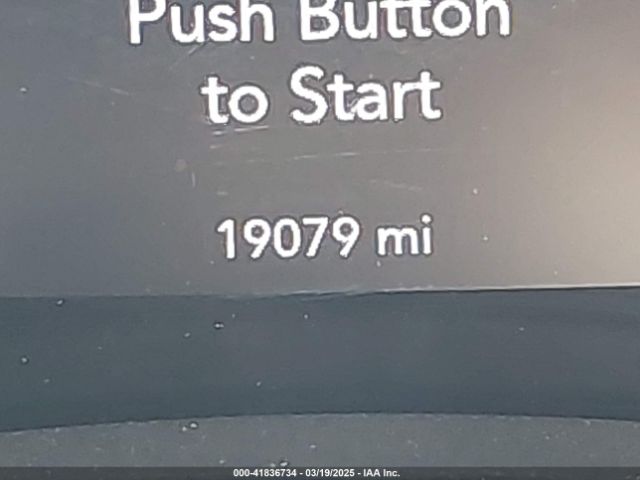 Push Button
to Start
19079 mi
000-41836734 - 03/19/2025 - IAA Inc.